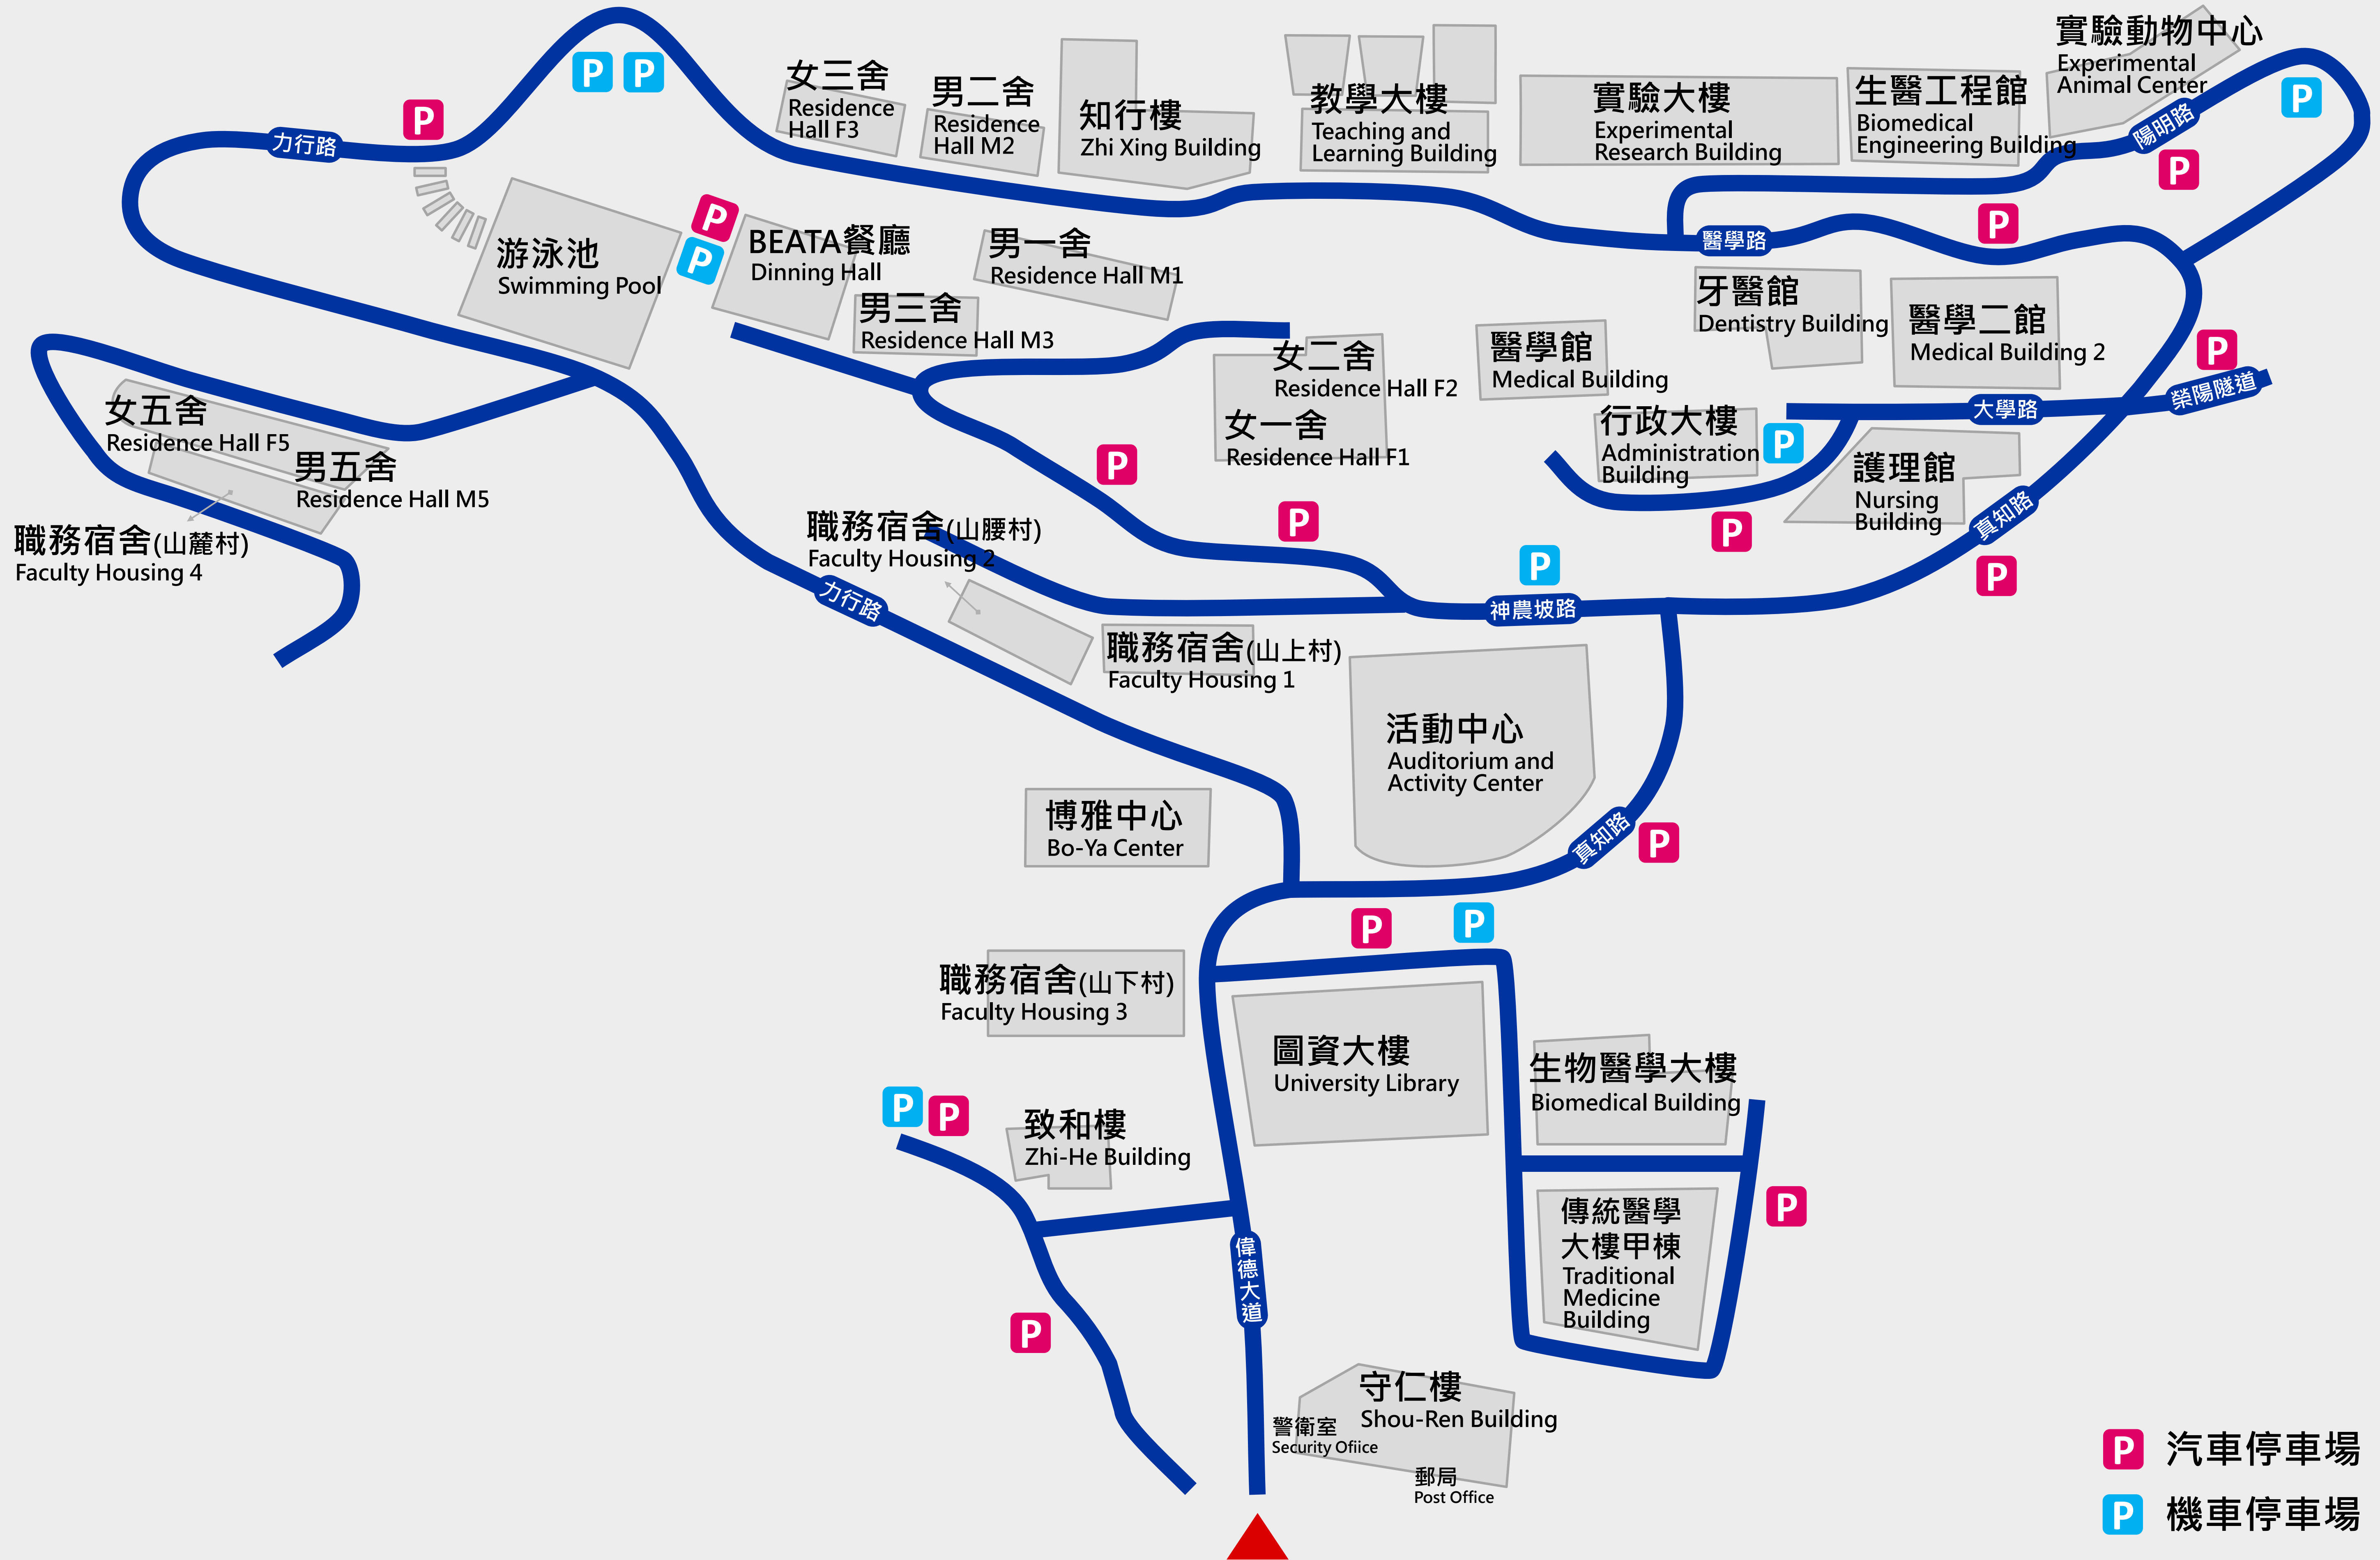 實驗動物中心
Experimental
Animal Center
女三舍
Residence
Hall F3
男二舍
Residence
Hall M2
知行樓
Zhi Xing Building
教學大樓
Teaching and
Learning Building
實驗大樓
Experimental
Research Building
生醫工程館
Biomedical
Engineering Building
陽明路
P
P
P
P
P
力行路
P
醫學路
P
P
P
游泳池
Swimming Pool
BEATA餐廳
Dinning Hall
男一舍
Residence Hall M1
男三舍
Residence Hall M3
女二舍
Residence Hall F2
女一舍
Residence Hall F1
醫學館
Medical Building
牙醫館
Dentistry Building
醫學二館
Medical Building 2
P
榮陽隧道
大學路
行政大樓
Administration
Building
P
護理館
Nursing
Building
真知路
P
P
女五舍
Residence Hall F5
男五舍
Residence Hall M5
職務宿舍(山麓村)
Faculty Housing 4
職務宿舍(山腰村)
Faculty Housing 2
P
P
P
神農坡路
力行路
職務宿舍(山上村)
Faculty Housing 1
活動中心
Auditorium and
Activity Center
博雅中心
Bo-Ya Center
真知路
P
P
P
職務宿舍(山下村)
Faculty Housing 3
圖資大樓
University Library
生物醫學大樓
Biomedical Building
P
P
致和樓
Zhi-He Building
P
傳統醫學
大樓甲棟
Traditional
Medicine
Building
偉德大道
P
守仁樓
Shou-Ren Building
警衛室
Security Ofiice
郵局
Post Office
P 汽車停車場
P 機車停車場